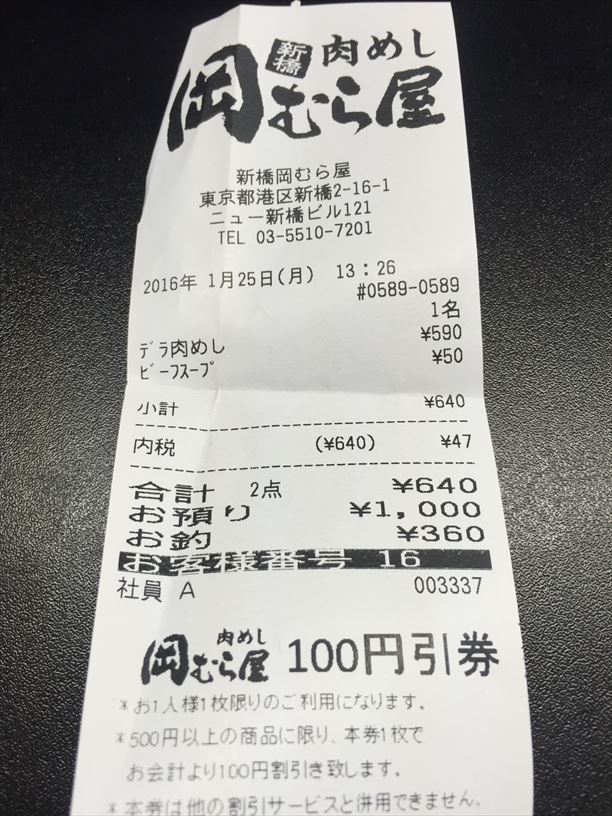 新橋 肉めし
岡むら屋
新橋岡むら屋
東京都港区新橋2-16-1
ニュー新橋ビル121
TEL 03-5510-7201
2016年 1月25日(月) 13:26
#0589-0589
1名
デラ肉めし ¥590
ビーフスープ ¥50
小計 ¥640
内税 (¥640) ¥47
合計 2点 ¥640
お預り ¥1,000
お釣 ¥360
お客様番号 16
社員 A 003337
肉めし
岡むら屋 100円引券
*お1人様1枚限りのご利用になります。
*500円以上の商品に限り、本券1枚で
お会計より100円割引き致します。
*本券は他の割引サービスと併用できません。